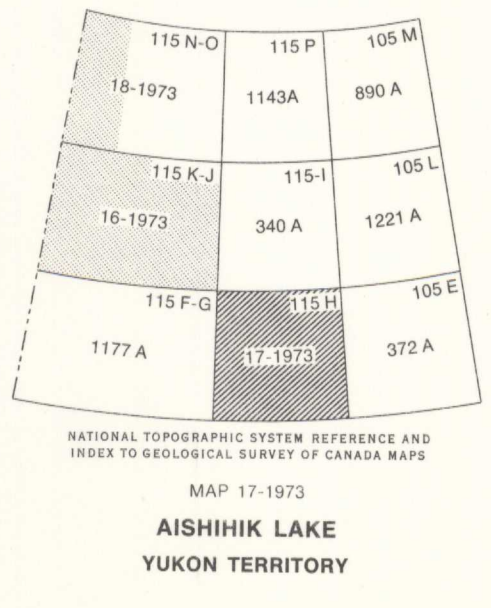 115 N-O
115 P
105 M
18-1973
1143A
890 A
115 K-J
115-I
105 L
16-1973
340 A
1221 A
115 F-G
115 H
105 E
1177 A
17-1973
372 A
NATIONAL TOPOGRAPHIC SYSTEM REFERENCE AND
INDEX TO GEOLOGICAL SURVEY OF CANADA MAPS
MAP 17-1973
AISHIHIK LAKE
YUKON TERRITORY